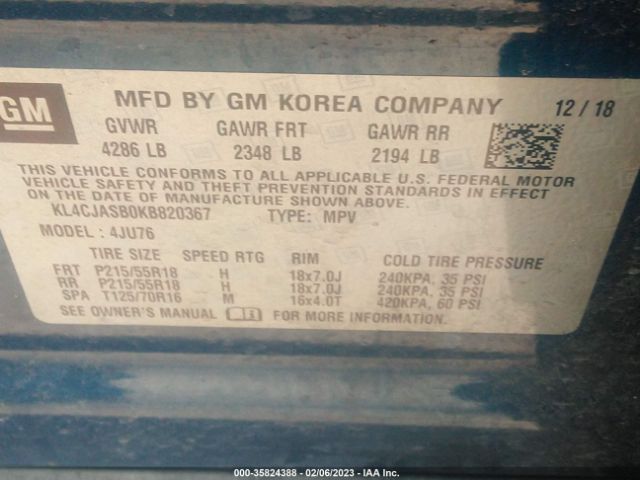 GM
MFD BY GM KOREA COMPANY 12 / 18
GVWR GAWR FRT GAWR RR
4286 LB 2348 LB 2194 LB
THIS VEHICLE CONFORMS TO ALL APPLICABLE U.S. FEDERAL MOTOR
VEHICLE SAFETY AND THEFT PREVENTION STANDARDS IN EFFECT
ON THE DATE OF MANUFACTURE SHOWN ABOVE.
KL4CJASB0KB820367 TYPE: MPV
MODEL : 4JU76
TIRE SIZE SPEED RTG RIM COLD TIRE PRESSURE
FRT P215/55R18 H 18x7.0J 240KPA, 35 PSI
RR P215/55R18 H 18x7.0J 240KPA, 35 PSI
SPA T125/70R16 M 16x4.0T 420KPA, 60 PSI
SEE OWNER'S MANUAL FOR MORE INFORMATION.
000-35824388 - 02/06/2023 - IAA Inc.